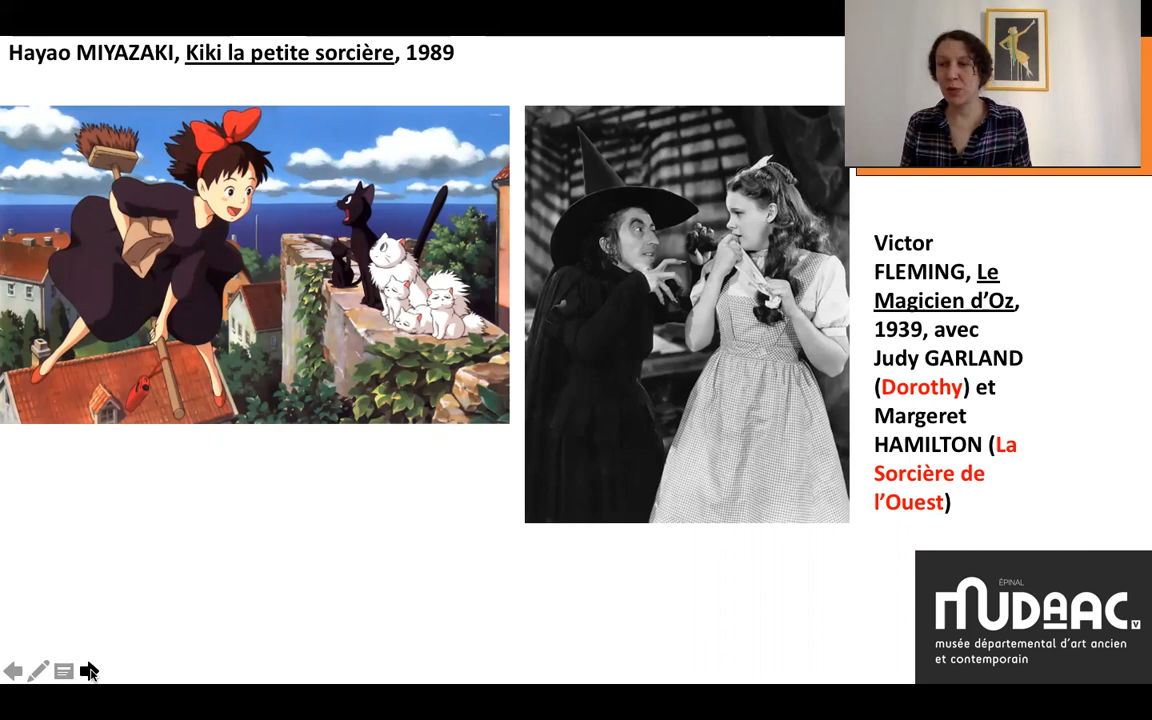 Hayao MIYAZAKI, Kiki la petite sorcière, 1989
Victor
FLEMING, Le
Magicien d’Oz,
1939, avec
Judy GARLAND
(Dorothy) et
Margeret
HAMILTON (La
Sorcière de
l’Ouest)
ÉPINAL
MUDAAC
V
musée départemental d’art ancien
et contemporain